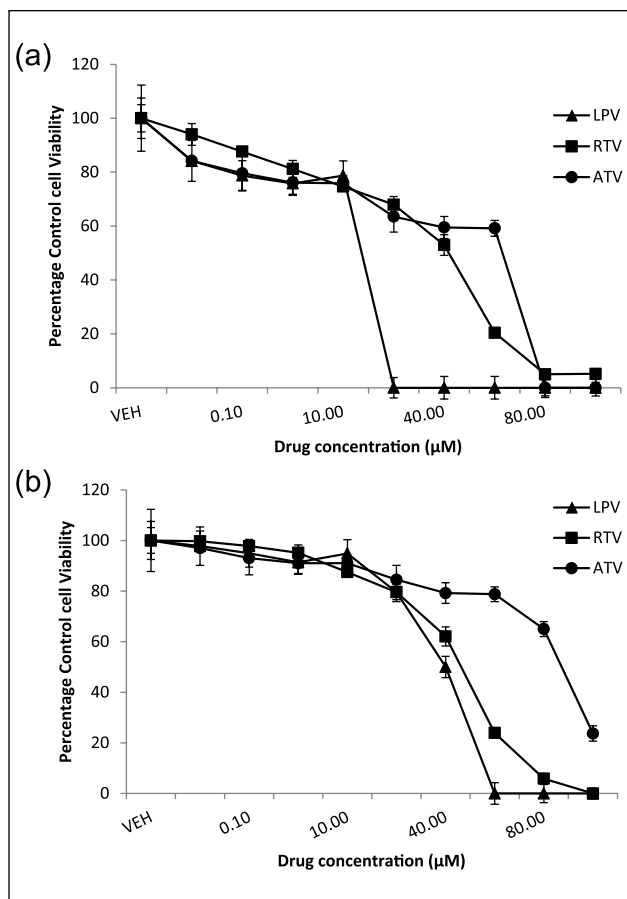 (a)
Percentage Control cell Viability
120
100
80
60
40
20
0
LPV
RTV
ATV
VEH
0.10
10.00
40.00
80.00
Drug concentration (µM)
(b)
Percentage Control cell Viability
120
100
80
60
40
20
0
LPV
RTV
ATV
VEH
0.10
10.00
40.00
80.00
Drug concentration (µM)